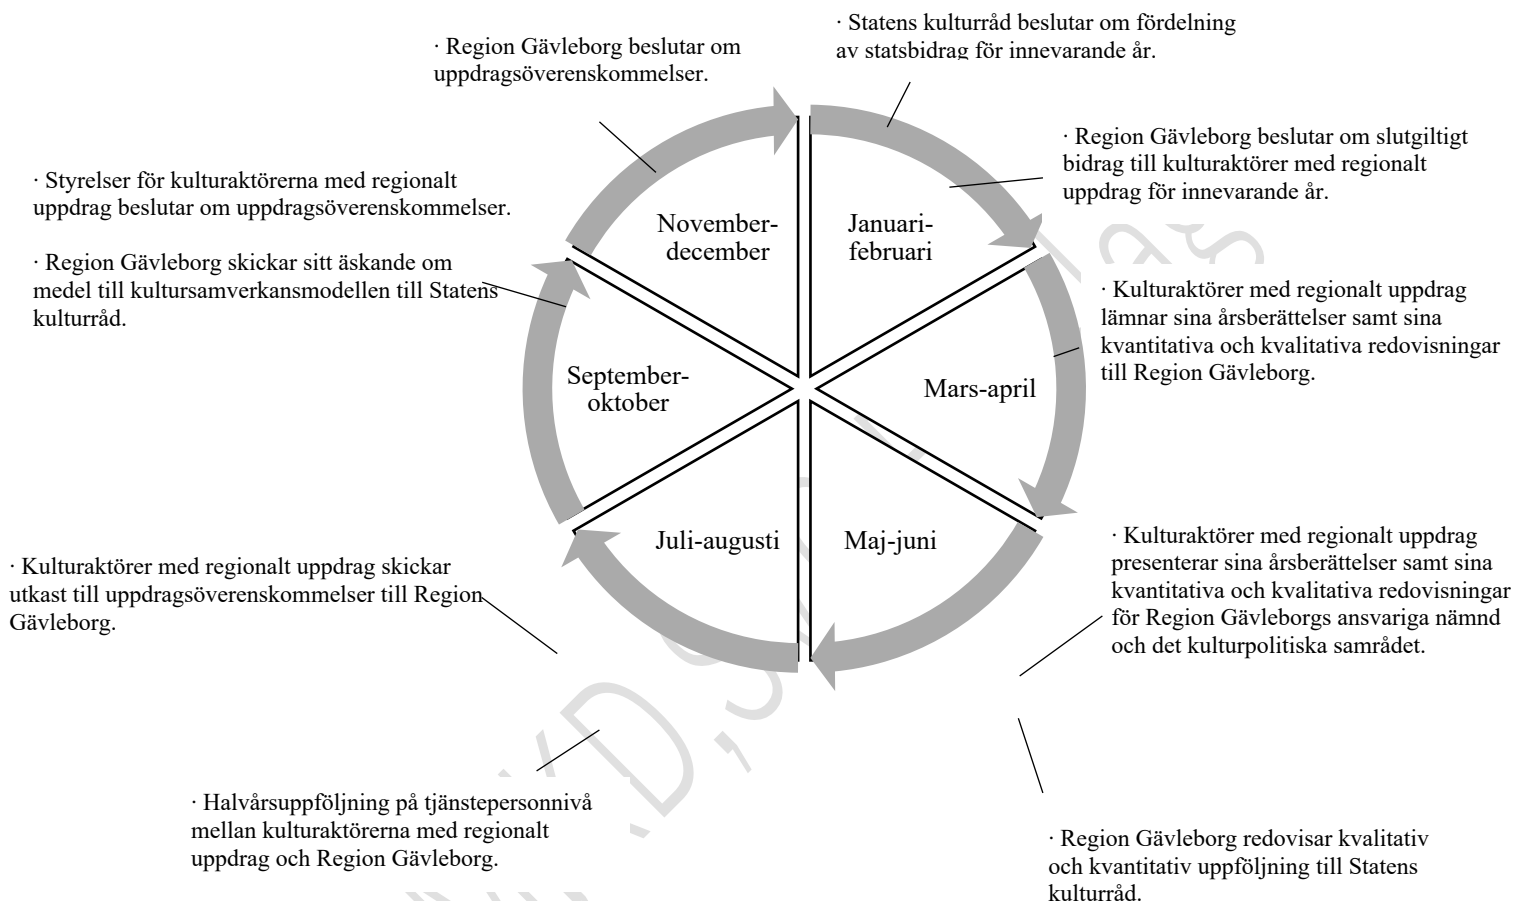 · Statens kulturråd beslutar om fördelning
av statsbidrag för innevarande år.
· Region Gävleborg beslutar om
uppdragsöverenskommelser.
· Region Gävleborg beslutar om slutgiltigt
bidrag till kulturaktörer med regionalt
uppdrag för innevarande år.
· Styrelser för kulturaktörerna med regionalt
uppdrag beslutar om uppdragsöverenskommelser.
· Region Gävleborg skickar sitt äskande om
medel till kultursamverkansmodellen till Statens
kulturråd.
November-
december
Januari-
februari
· Kulturaktörer med regionalt uppdrag
lämnar sina årsberättelser samt sina
kvantitativa och kvalitativa redovisningar
till Region Gävleborg.
September-
oktober
Mars-april
Juli-augusti
Maj-juni
· Kulturaktörer med regionalt uppdrag
presenterar sina årsberättelser samt sina
kvantitativa och kvalitativa redovisningar
för Region Gävleborgs ansvariga nämnd
och det kulturpolitiska samrådet.
· Kulturaktörer med regionalt uppdrag skickar
utkast till uppdragsöverenskommelser till Region
Gävleborg.
· Halvårsuppföljning på tjänstepersonnivå
mellan kulturaktörerna med regionalt
uppdrag och Region Gävleborg.
· Region Gävleborg redovisar kvalitativ
och kvantitativ uppföljning till Statens
kulturråd.